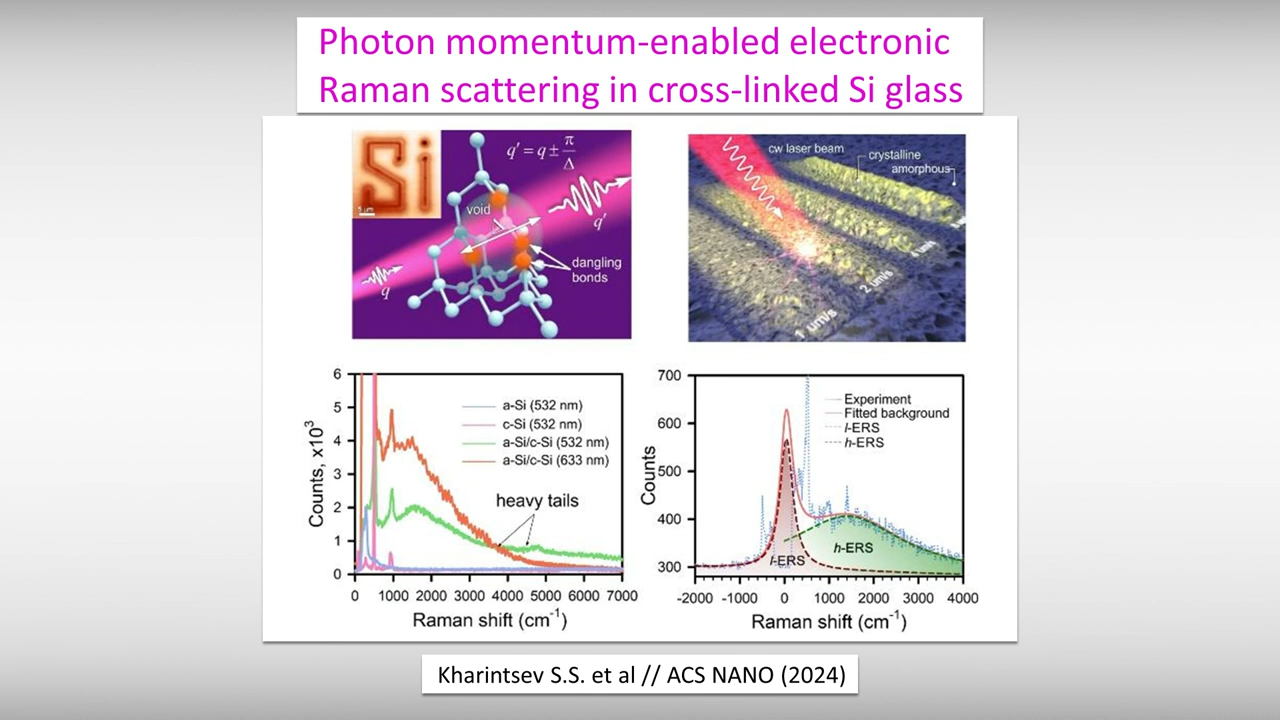 Photon momentum-enabled electronic
Raman scattering in cross-linked Si glass
Si
5 μm
q′ = q ± π/Δ
void
q′
dangling
bonds
q
cw laser beam
crystalline
amorphous
4 um/s
2 um/s
1 um/s
6
5
4
3
2
1
0
Counts, x10³
a-Si (532 nm)
c-Si (532 nm)
a-Si/c-Si (532 nm)
a-Si/c-Si (633 nm)
heavy tails
0 1000 2000 3000 4000 5000 6000 7000
Raman shift (cm⁻¹)
700
600
500
400
300
Counts
Experiment
Fitted background
l-ERS
h-ERS
l-ERS
h-ERS
-2000 -1000 0 1000 2000 3000 4000
Raman shift (cm⁻¹)
Kharintsev S.S. et al // ACS NANO (2024)